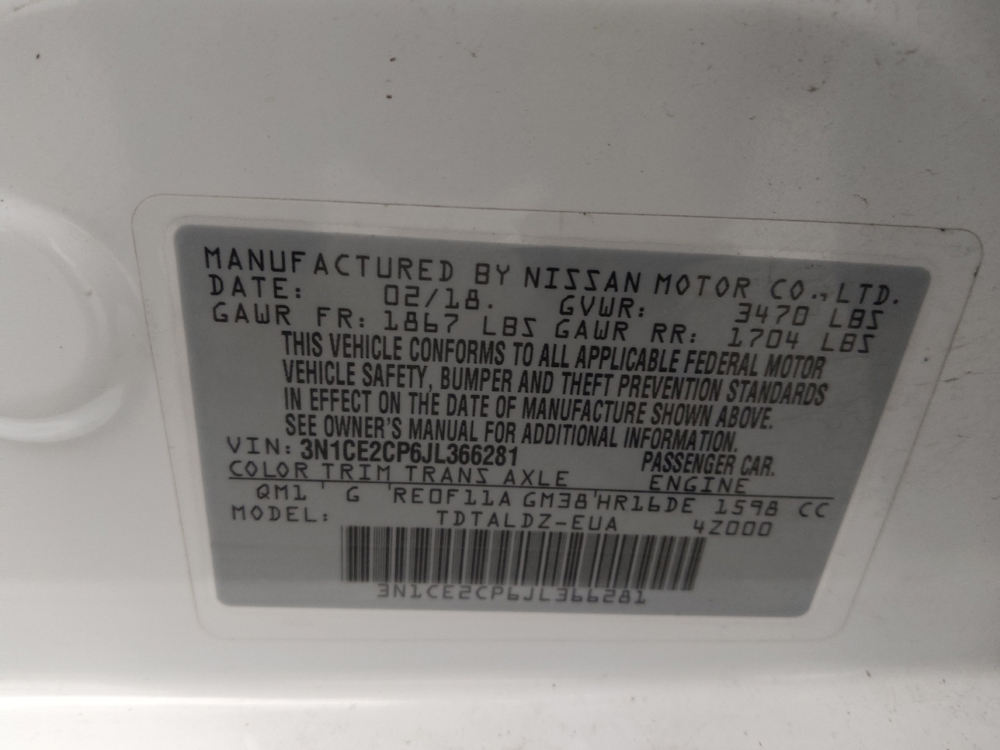 MANUFACTURED BY NISSAN MOTOR CO., LTD.
DATE: 02/18. GVWR: 3470 LBS
GAWR FR: 1867 LBS GAWR RR: 1704 LBS
THIS VEHICLE CONFORMS TO ALL APPLICABLE FEDERAL MOTOR
VEHICLE SAFETY, BUMPER AND THEFT PREVENTION STANDARDS
IN EFFECT ON THE DATE OF MANUFACTURE SHOWN ABOVE.
SEE OWNER'S MANUAL FOR ADDITIONAL INFORMATION.
VIN: 3N1CE2CP6JL366281 PASSENGER CAR.
COLOR TRIM TRANS AXLE ENGINE
QM1 ' G 'RE0F11A GM38'HR16DE 1598 CC
MODEL: TDTALDZ-EUA 4Z000
3N1CE2CP6JL366281